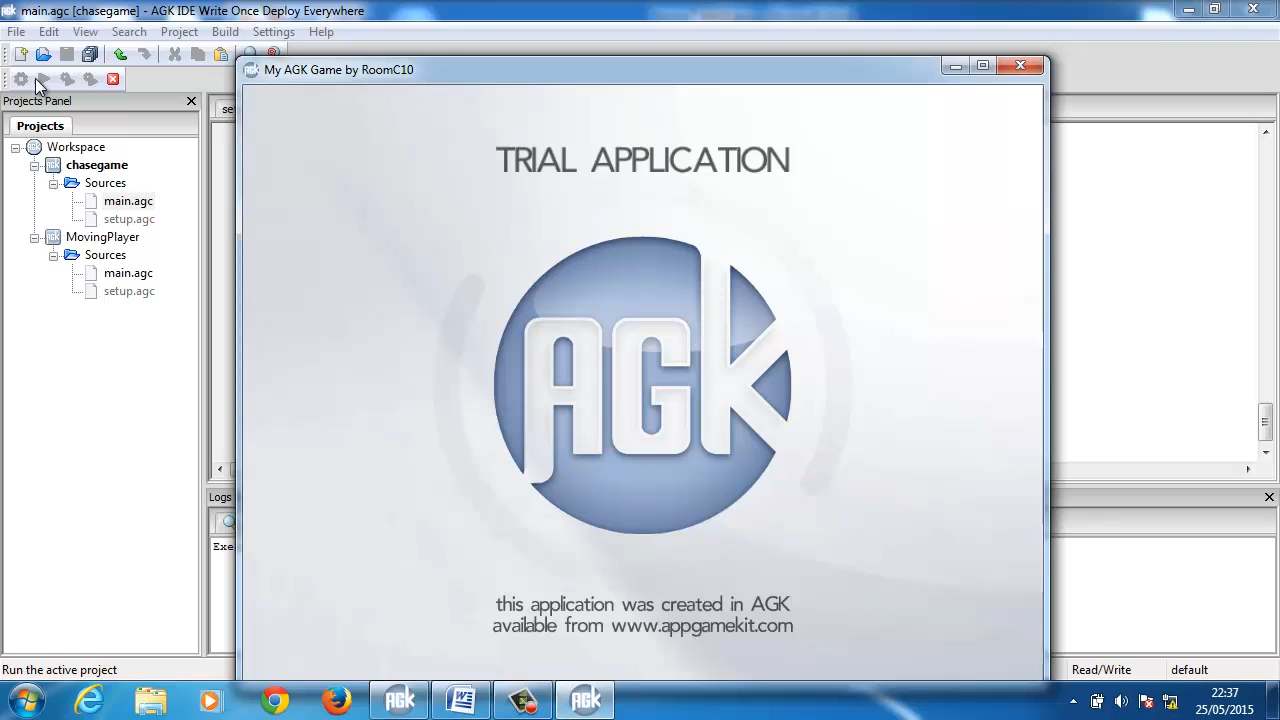 main.agc [chasegame] - AGK IDE Write Once Deploy Everywhere
File Edit View Search Project Build Settings Help
My AGK Game by RoomC10
Projects Panel
Projects
Workspace
chasegame
Sources
main.agc
setup.agc
MovingPlayer
Sources
main.agc
setup.agc
se
TRIAL APPLICATION
AGK
this application was created in AGK
available from www.appgamekit.com
Logs
Exe
Run the active project
Read/Write default
22:37
25/05/2015